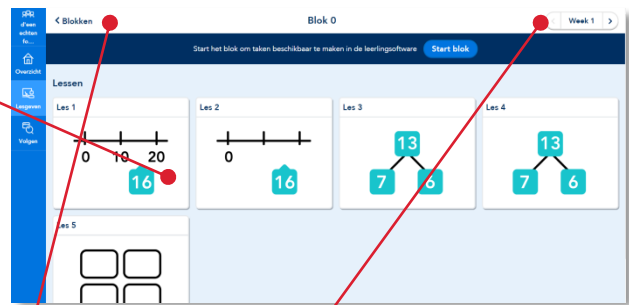 d'een
echten
fo...
Overzicht
Lesgeven
Volgen
< Blokken
Blok 0
< Week 1 >
Start het blok om taken beschikbaar te maken in de leerlingsoftware Start blok
Lessen
Les 1
0 10 20
16
Les 2
0
16
Les 3
13
7 6
Les 4
13
7 6
Les 5